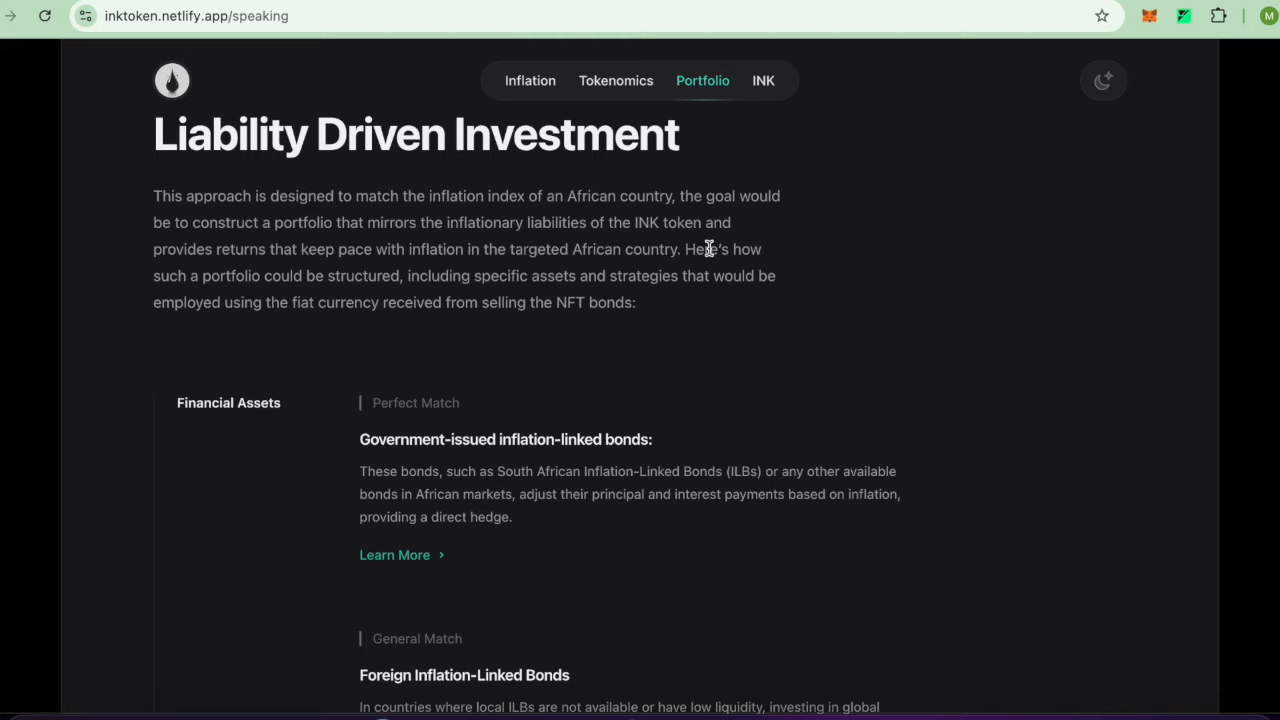 inktoken.netlify.app/speaking
M
Inflation Tokenomics Portfolio INK
Liability Driven Investment
This approach is designed to match the inflation index of an African country, the goal would
be to construct a portfolio that mirrors the inflationary liabilities of the INK token and
provides returns that keep pace with inflation in the targeted African country. Here's how
such a portfolio could be structured, including specific assets and strategies that would be
employed using the fiat currency received from selling the NFT bonds:
Financial Assets
Perfect Match
Government-issued inflation-linked bonds:
These bonds, such as South African Inflation-Linked Bonds (ILBs) or any other available
bonds in African markets, adjust their principal and interest payments based on inflation,
providing a direct hedge.
Learn More ›
General Match
Foreign Inflation-Linked Bonds
In countries where local ILBs are not available or have low liquidity, investing in global